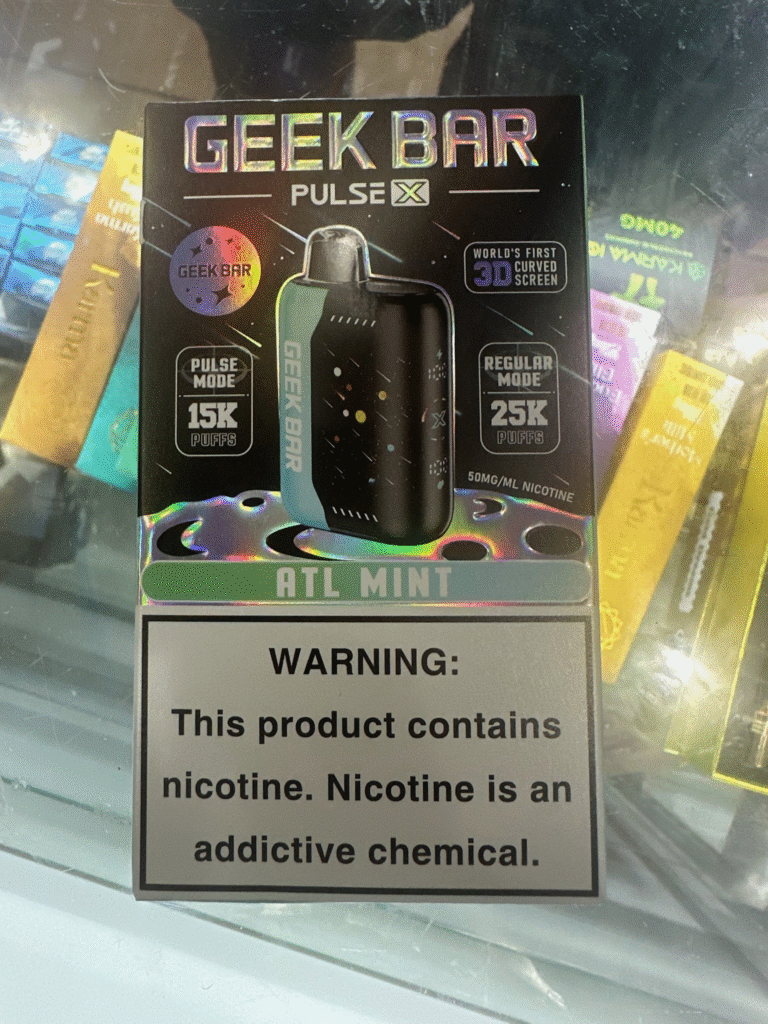 GEEK BAR
PULSE X
GEEK BAR
WORLD'S FIRST
3D CURVED
SCREEN
PULSE
MODE
15K
PUFFS
GEEK BAR
REGULAR
MODE
25K
PUFFS
50MG/ML NICOTINE
ATL MINT
WARNING:
This product contains
nicotine. Nicotine is an
addictive chemical.
40MG